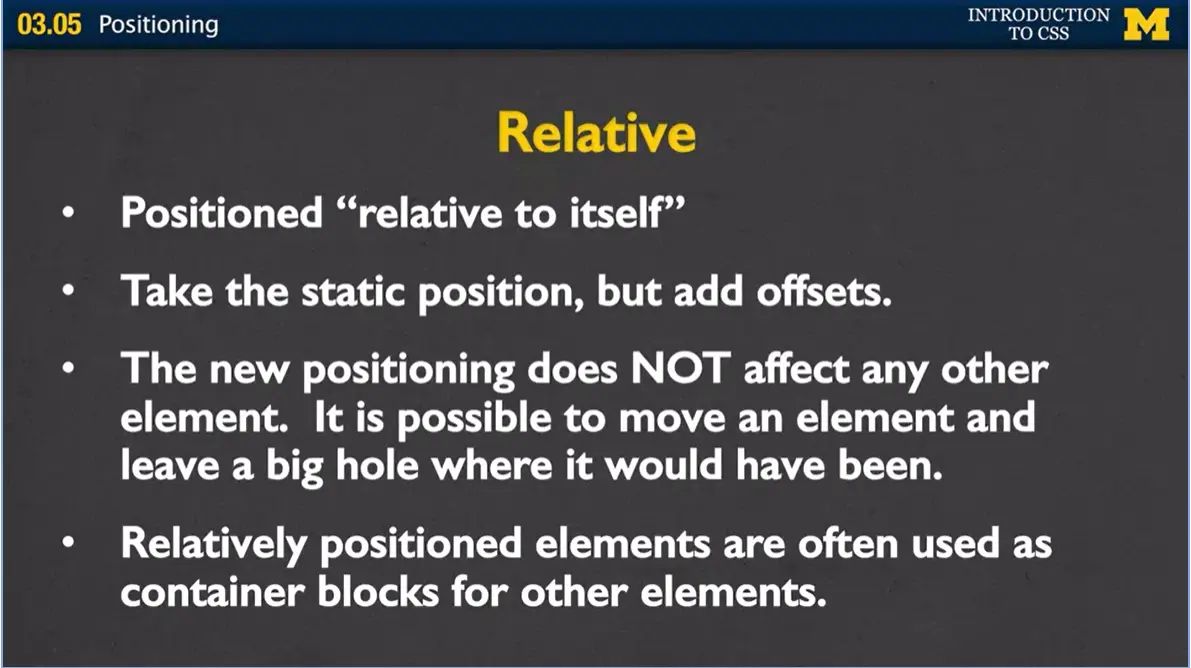 03.05 Positioning
INTRODUCTION
TO CSS
M
Relative
• Positioned “relative to itself”
• Take the static position, but add offsets.
• The new positioning does NOT affect any other
element.  It is possible to move an element and
leave a big hole where it would have been.
• Relatively positioned elements are often used as
container blocks for other elements.